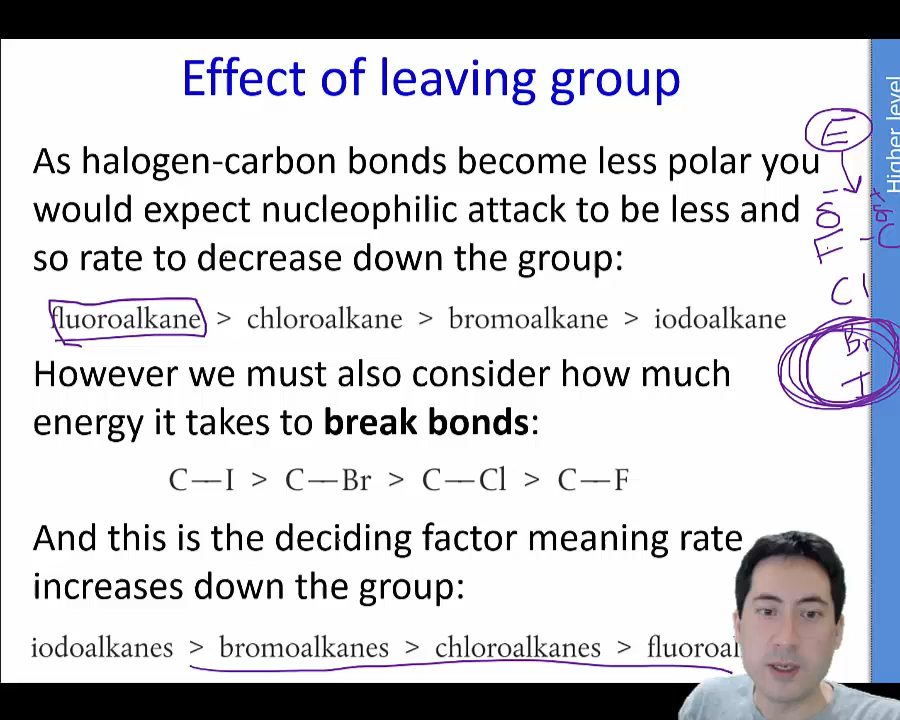 Effect of leaving group
Higher level
As halogen-carbon bonds become less polar you
would expect nucleophilic attack to be less and
so rate to decrease down the group:
fluoroalkane > chloroalkane > bromoalkane > iodoalkane
However we must also consider how much
energy it takes to break bonds:
C—I > C—Br > C—Cl > C—F
And this is the deciding factor meaning rate
increases down the group:
iodoalkanes > bromoalkanes > chloroalkanes > fluoroal
E
Cl
Br
I